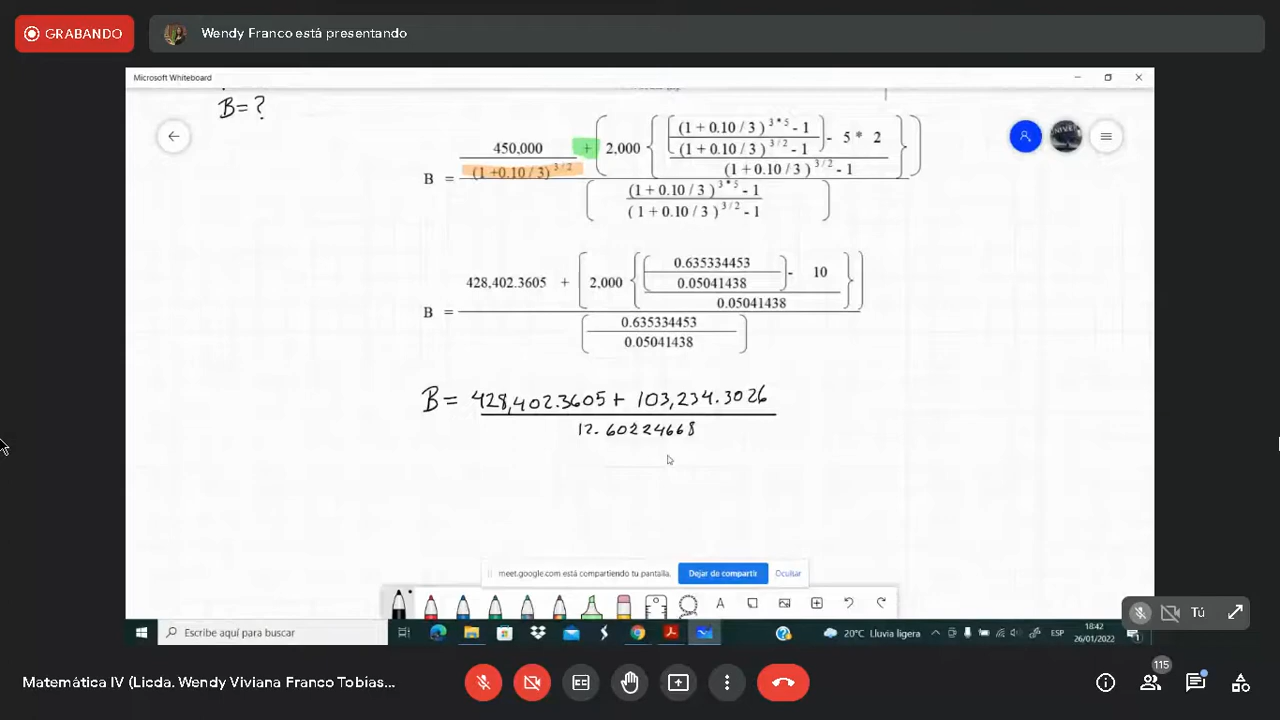 GRABANDO
Wendy Franco está presentando
Microsoft Whiteboard
B = ?
450,000 + 2,000 (1 + 0.10 / 3) 3 * 5 - 1 - 5 * 2
(1 + 0.10 / 3) 3 / 2 - 1
(1 +0.10 / 3) 3 / 2 (1 + 0.10 / 3) 3 / 2 - 1
B =
(1 + 0.10 / 3) 3 * 5 - 1
( 1 + 0.10 / 3) 3 / 2 - 1
428,402.3605 + 2,000 0.635334453 - 10
0.05041438
0.05041438
B =
0.635334453
0.05041438
B = 428,402.3605 + 103,234.3026
12.60224668
meet.google.com está compartiendo tu pantalla. Dejar de compartir Ocultar
Escribe aquí para buscar
20°C Lluvia ligera ESP 18:42
26/01/2022
Tú
Matemática IV (Licda. Wendy Viviana Franco Tobias...
115